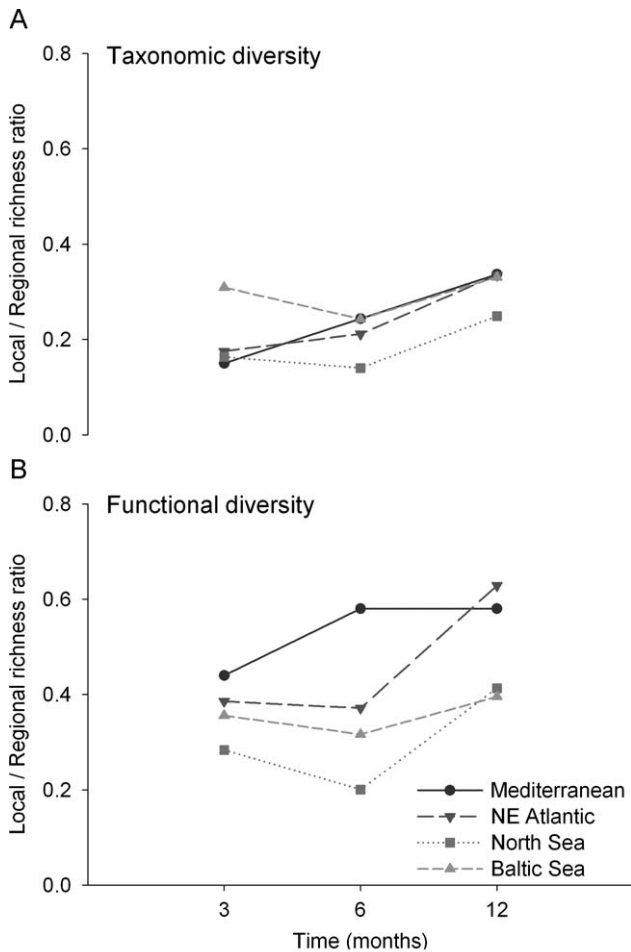 A
Taxonomic diversity
Local / Regional richness ratio
0.8
0.6
0.4
0.2
0.0
B
Functional diversity
Local / Regional richness ratio
0.8
0.6
0.4
0.2
0.0
Mediterranean
NE Atlantic
North Sea
Baltic Sea
3 6 12
Time (months)